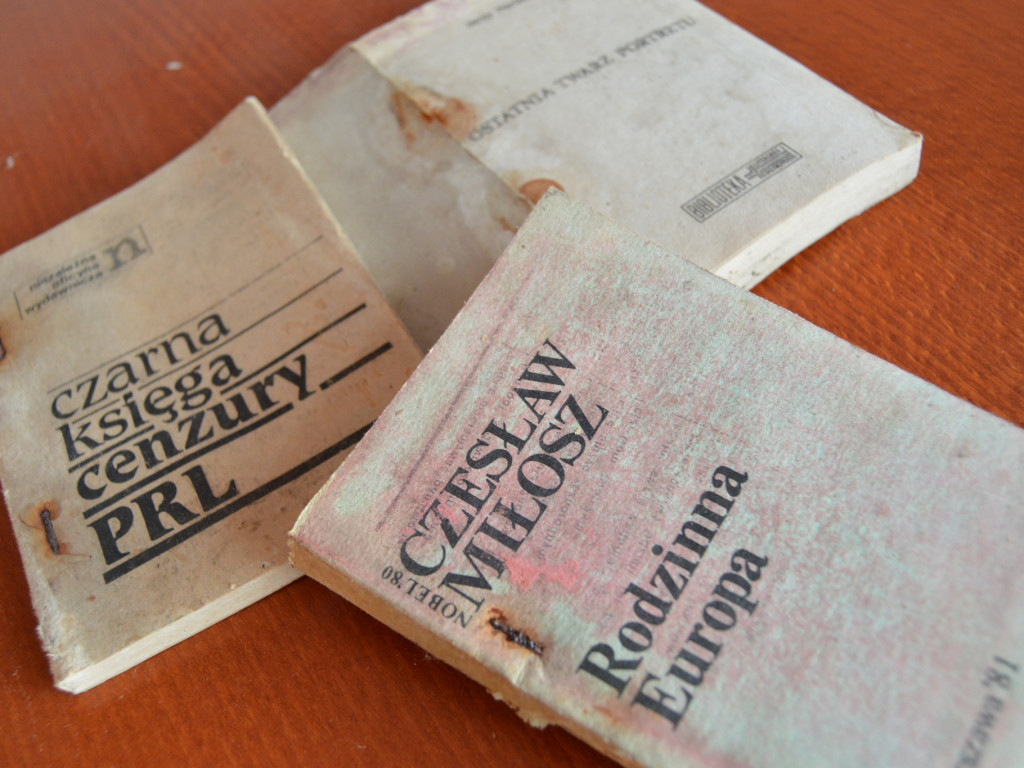 OSTATNIA TWARZ PORTRETU
BIBLIOTEKA
niezależna
oficyna
wydawnicza
n
czarna
księga
cenzury
PRL
CZESŁAW
MIŁOSZ
NOBEL'80
Rodzinna
Europa